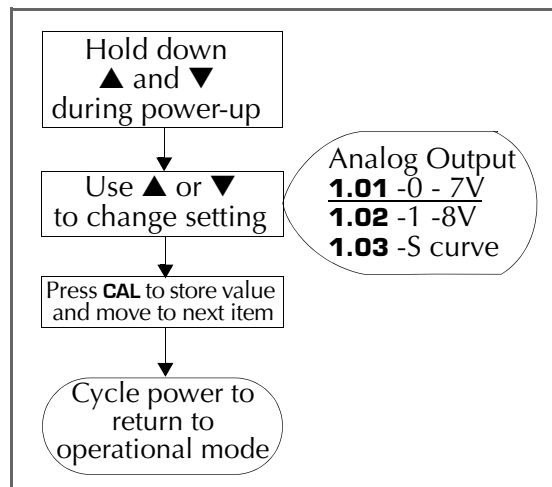 Hold down
▲ and ▼
during power-up
Use ▲ or ▼
to change setting
Analog Output
1.01 -0 - 7V
1.02 -1 -8V
1.03 -S curve
Press CAL to store value
and move to next item
Cycle power to
return to
operational mode